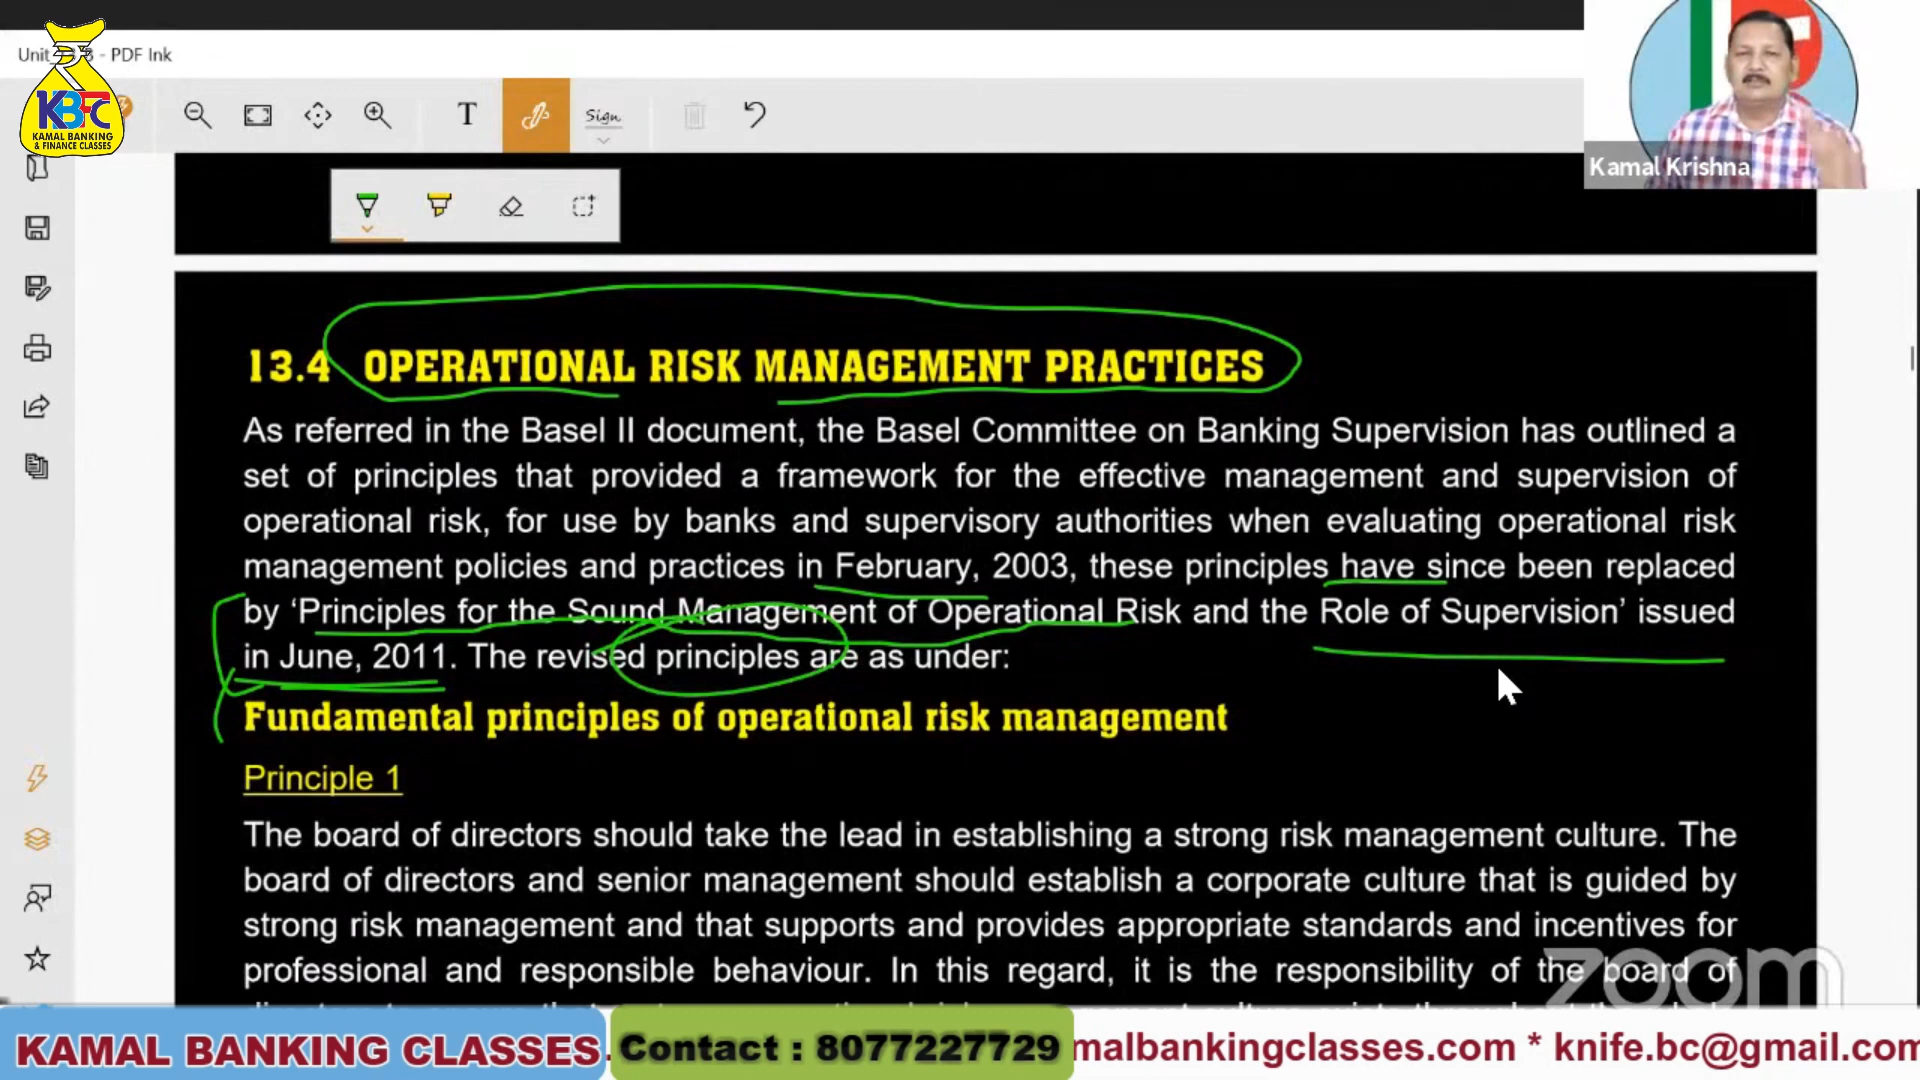 Unit_13.3 - PDF Ink
KBFC
KAMAL BANKING
& FINANCE CLASSES
T
Sign
Kamal Krishna
13.4 OPERATIONAL RISK MANAGEMENT PRACTICES
As referred in the Basel II document, the Basel Committee on Banking Supervision has outlined a
set of principles that provided a framework for the effective management and supervision of
operational risk, for use by banks and supervisory authorities when evaluating operational risk
management policies and practices in February, 2003, these principles have since been replaced
by ‘Principles for the Sound Management of Operational Risk and the Role of Supervision’ issued
in June, 2011. The revised principles are as under:
Fundamental principles of operational risk management
Principle 1
The board of directors should take the lead in establishing a strong risk management culture. The
board of directors and senior management should establish a corporate culture that is guided by
strong risk management and that supports and provides appropriate standards and incentives for
professional and responsible behaviour. In this regard, it is the responsibility of the board of
zoom
KAMAL BANKING CLASSES. Contact : 8077227729 malbankingclasses.com * knife.bc@gmail.com